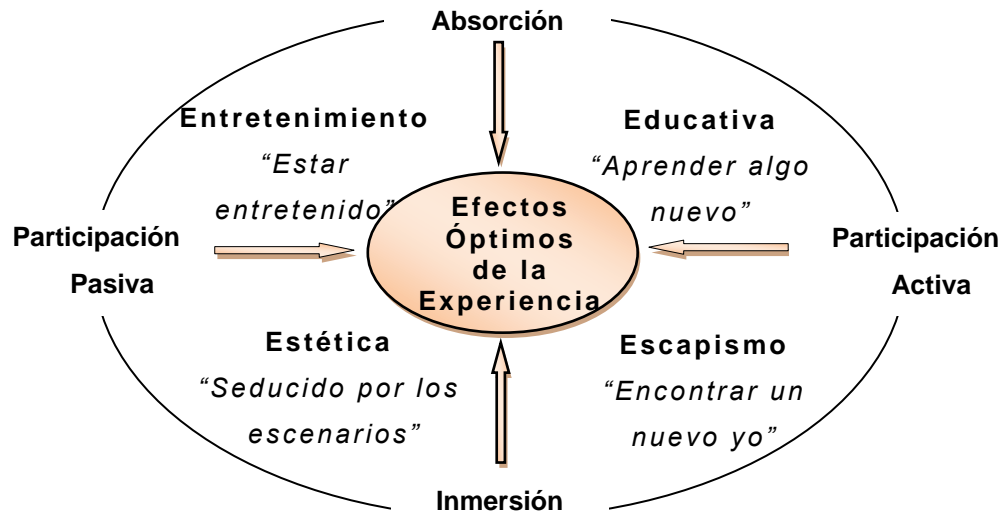 Absorción
Entretenimiento
“Estar
entretenido”
Educativa
“Aprender algo
nuevo”
Participación
Pasiva
Efectos
Óptimos
de la
Experiencia
Participación
Activa
Estética
“Seducido por los
escenarios”
Escapismo
“Encontrar un
nuevo yo”
Inmersión